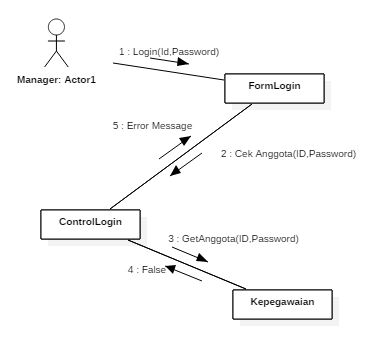 1 : Login(Id,Password)
Manager: Actor1
FormLogin
5 : Error Message
2 : Cek Anggota(ID,Password)
ControlLogin
3 : GetAnggota(ID,Password)
4 : False
Kepegawaian